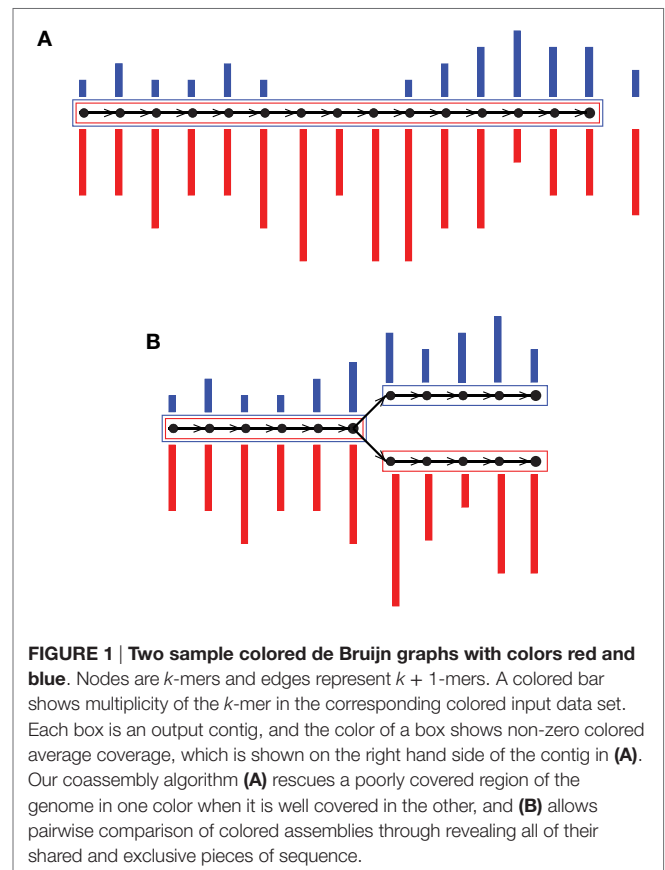 A
B
FIGURE 1 | Two sample colored de Bruijn graphs with colors red and
blue. Nodes are k-mers and edges represent k + 1-mers. A colored bar
shows multiplicity of the k-mer in the corresponding colored input data set.
Each box is an output contig, and the color of a box shows non-zero colored
average coverage, which is shown on the right hand side of the contig in (A).
Our coassembly algorithm (A) rescues a poorly covered region of the
genome in one color when it is well covered in the other, and (B) allows
pairwise comparison of colored assemblies through revealing all of their
shared and exclusive pieces of sequence.